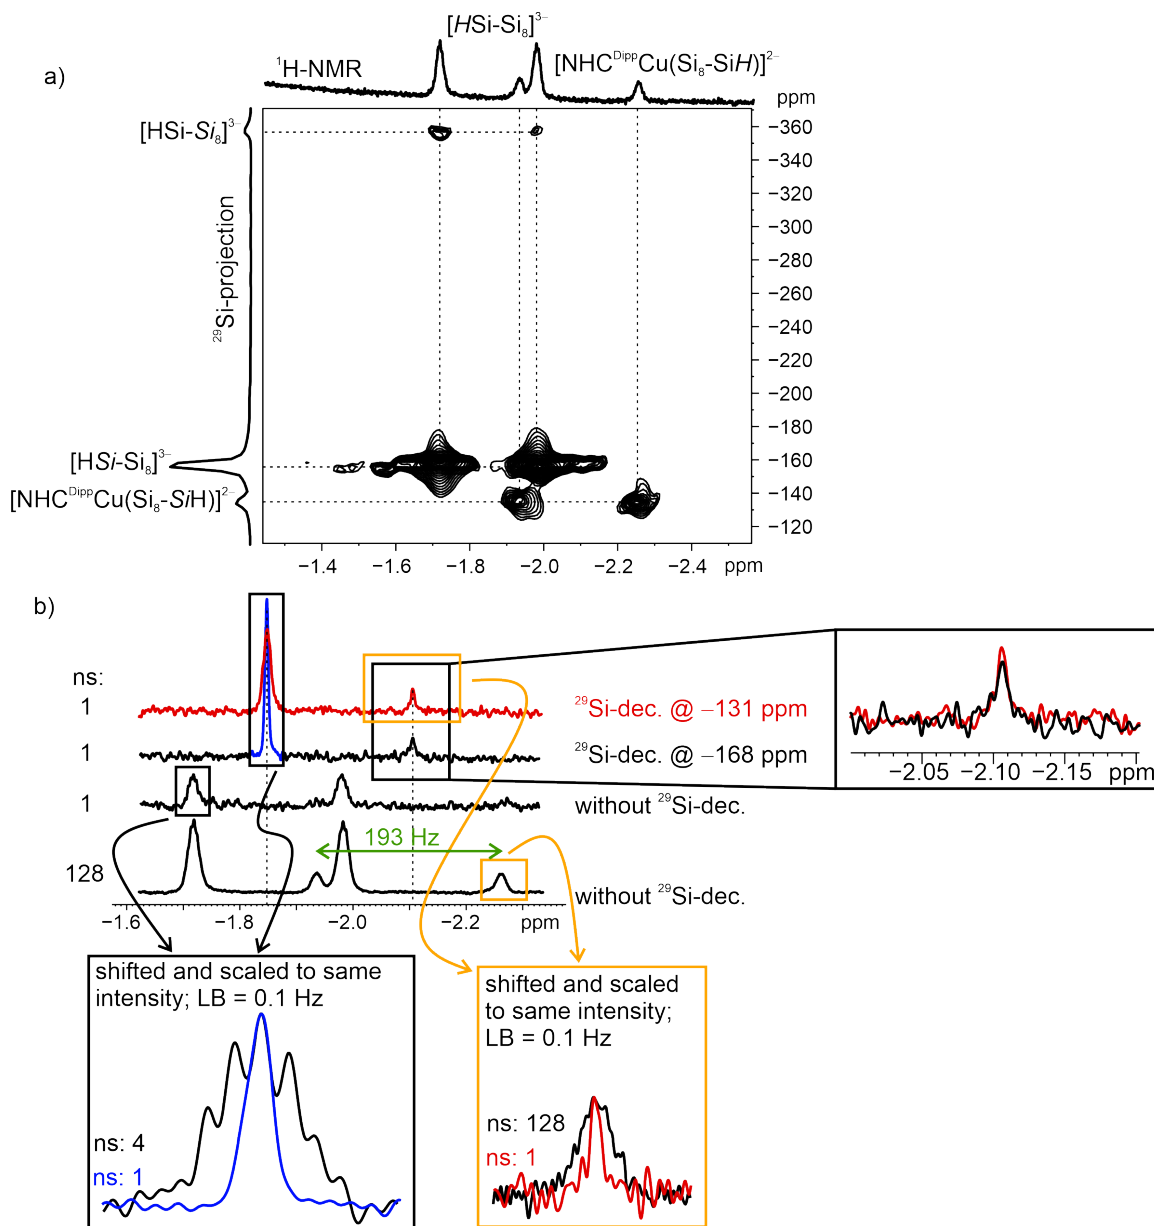 a)
[HSi-Si₈]³⁻
¹H-NMR
[NHCᴰⁱᵖᵖCu(Si₈-SiH)]²⁻
ppm
[HSi-Si₈]³⁻
²⁹Si-projection
[HSi-Si₈]³⁻
[NHCᴰⁱᵖᵖCu(Si₈-SiH)]²⁻
−360
−340
−320
−300
−280
−260
−240
−220
−200
−180
−160
−140
−120
−1.4 −1.6 −1.8 −2.0 −2.2 −2.4 ppm
b)
ns:
1 ²⁹Si-dec. @ −131 ppm
1 ²⁹Si-dec. @ −168 ppm
1 without ²⁹Si-dec.
193 Hz
128 without ²⁹Si-dec.
−1.6 −1.8 −2.0 −2.2 ppm
−2.05 −2.10 −2.15 ppm
shifted and scaled to same
intensity; LB = 0.1 Hz
ns: 4
ns: 1
shifted and scaled
to same intensity;
LB = 0.1 Hz
ns: 128
ns: 1